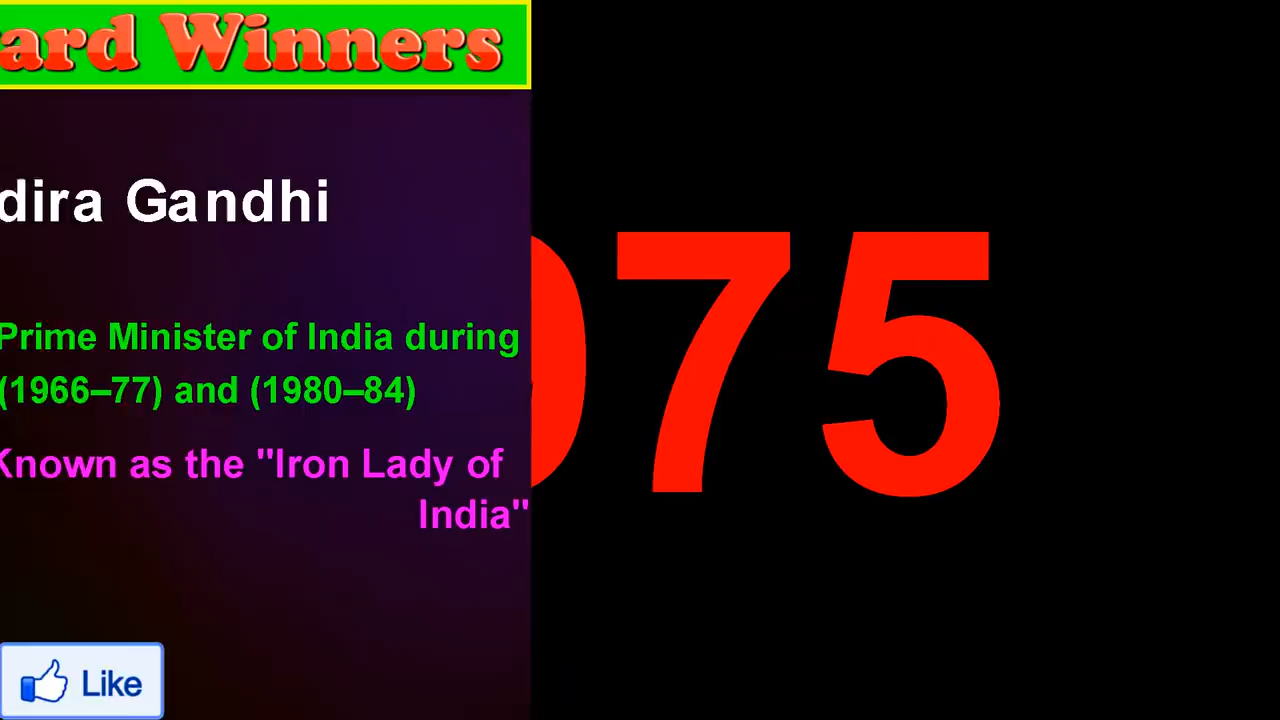 ard Winners
dira Gandhi
Prime Minister of India during
(1966–77) and (1980–84)
Known as the "Iron Lady of
India"
975
Like